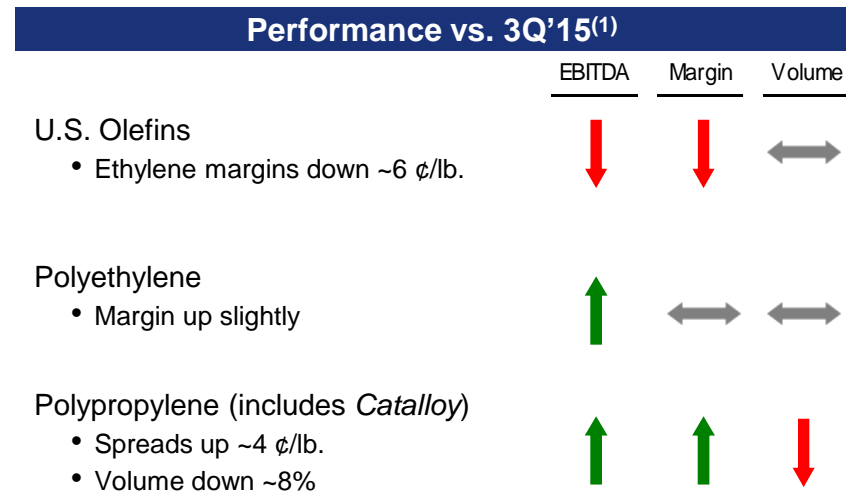 Performance vs. 3Q’15(1)
EBITDA Margin Volume
U.S. Olefins
• Ethylene margins down ~6 ¢/lb.
Polyethylene
• Margin up slightly
Polypropylene (includes Catalloy)
• Spreads up ~4 ¢/lb.
• Volume down ~8%